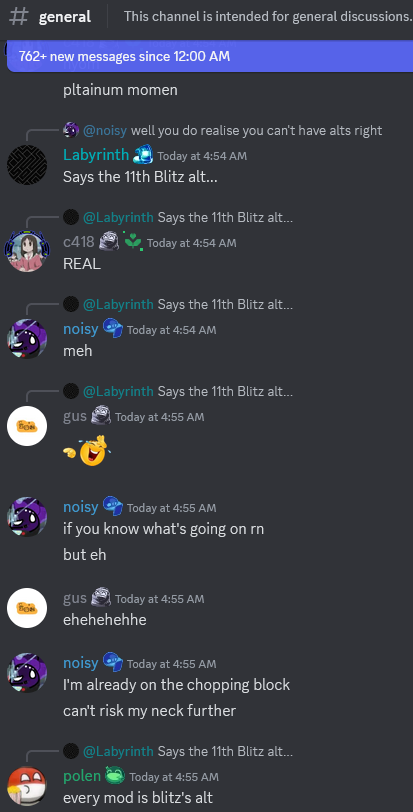 # general This channel is intended for general discussions.
762+ new messages since 12:00 AM
pltainum momen
@noisy well you do realise you can't have alts right
Labyrinth Today at 4:54 AM
Says the 11th Blitz alt...
@Labyrinth Says the 11th Blitz alt...
c418 Today at 4:54 AM
REAL
@Labyrinth Says the 11th Blitz alt...
noisy Today at 4:54 AM
meh
@Labyrinth Says the 11th Blitz alt...
gus Today at 4:55 AM
noisy Today at 4:55 AM
if you know what's going on rn
but eh
gus Today at 4:55 AM
ehehehehhe
noisy Today at 4:55 AM
I'm already on the chopping block
can't risk my neck further
@Labyrinth Says the 11th Blitz alt...
polen Today at 4:55 AM
every mod is blitz's alt